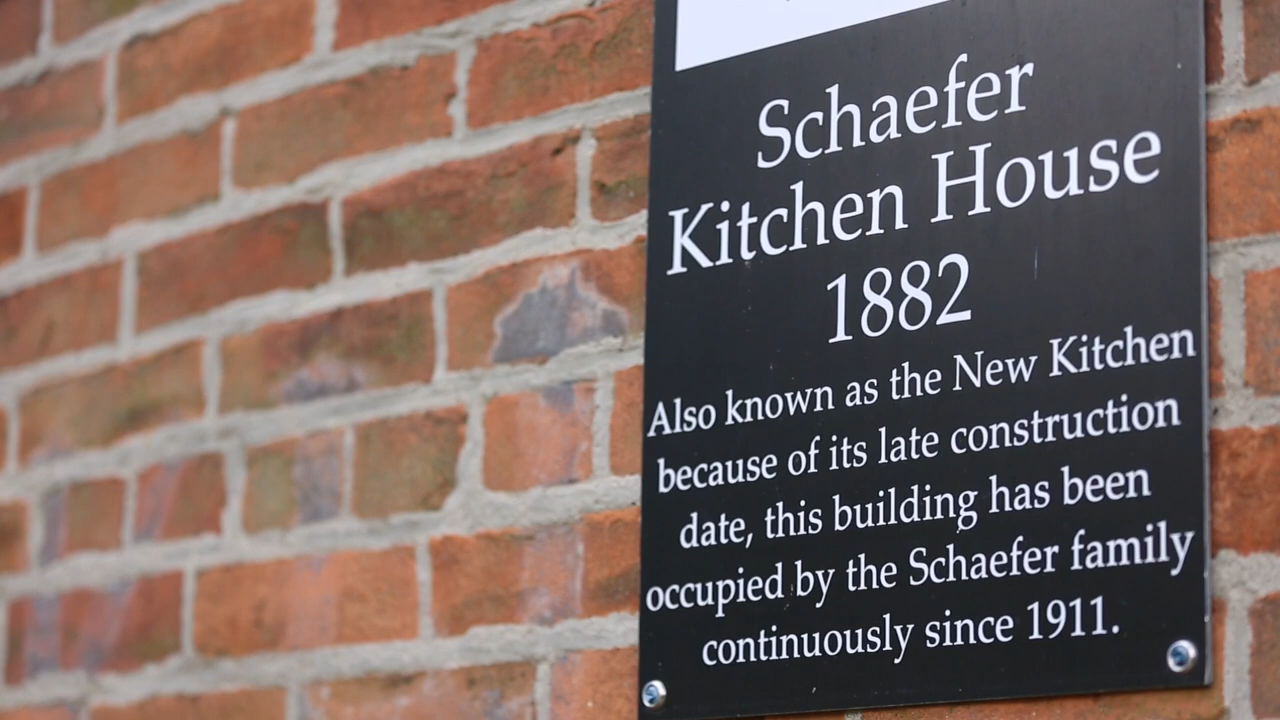 Schaefer
Kitchen House
1882
Also known as the New Kitchen
because of its late construction
date, this building has been
occupied by the Schaefer family
continuously since 1911.